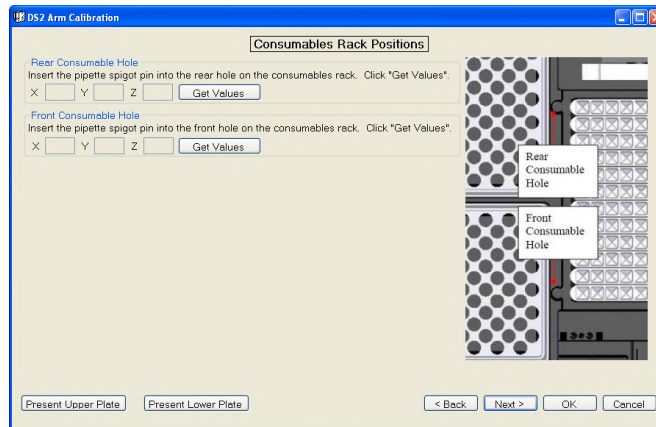 DS2 Arm Calibration
Consumables Rack Positions
Rear Consumable Hole
Insert the pipette spigot pin into the rear hole on the consumables rack. Click "Get Values".
X Y Z Get Values
Front Consumable Hole
Insert the pipette spigot pin into the front hole on the consumables rack. Click "Get Values".
X Y Z Get Values
Rear
Consumable
Hole
Front
Consumable
Hole
Present Upper Plate Present Lower Plate < Back Next > OK Cancel